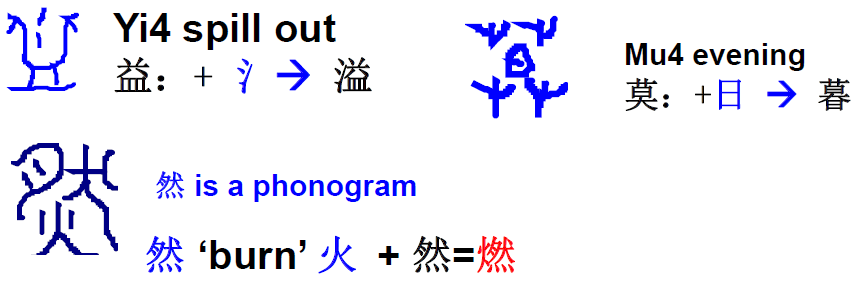 Yi4 spill out
益：+ 氵→ 溢
Mu4 evening
莫：+日 → 暮
然 is a phonogram
然 ‘burn’ 火 + 然=燃